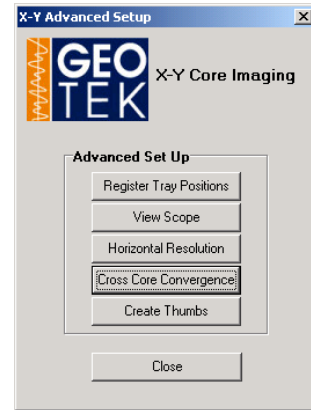 X-Y Advanced Setup
GEO
TEK
X-Y Core Imaging
Advanced Set Up
Register Tray Positions
View Scope
Horizontal Resolution
Cross Core Convergence
Create Thumbs
Close